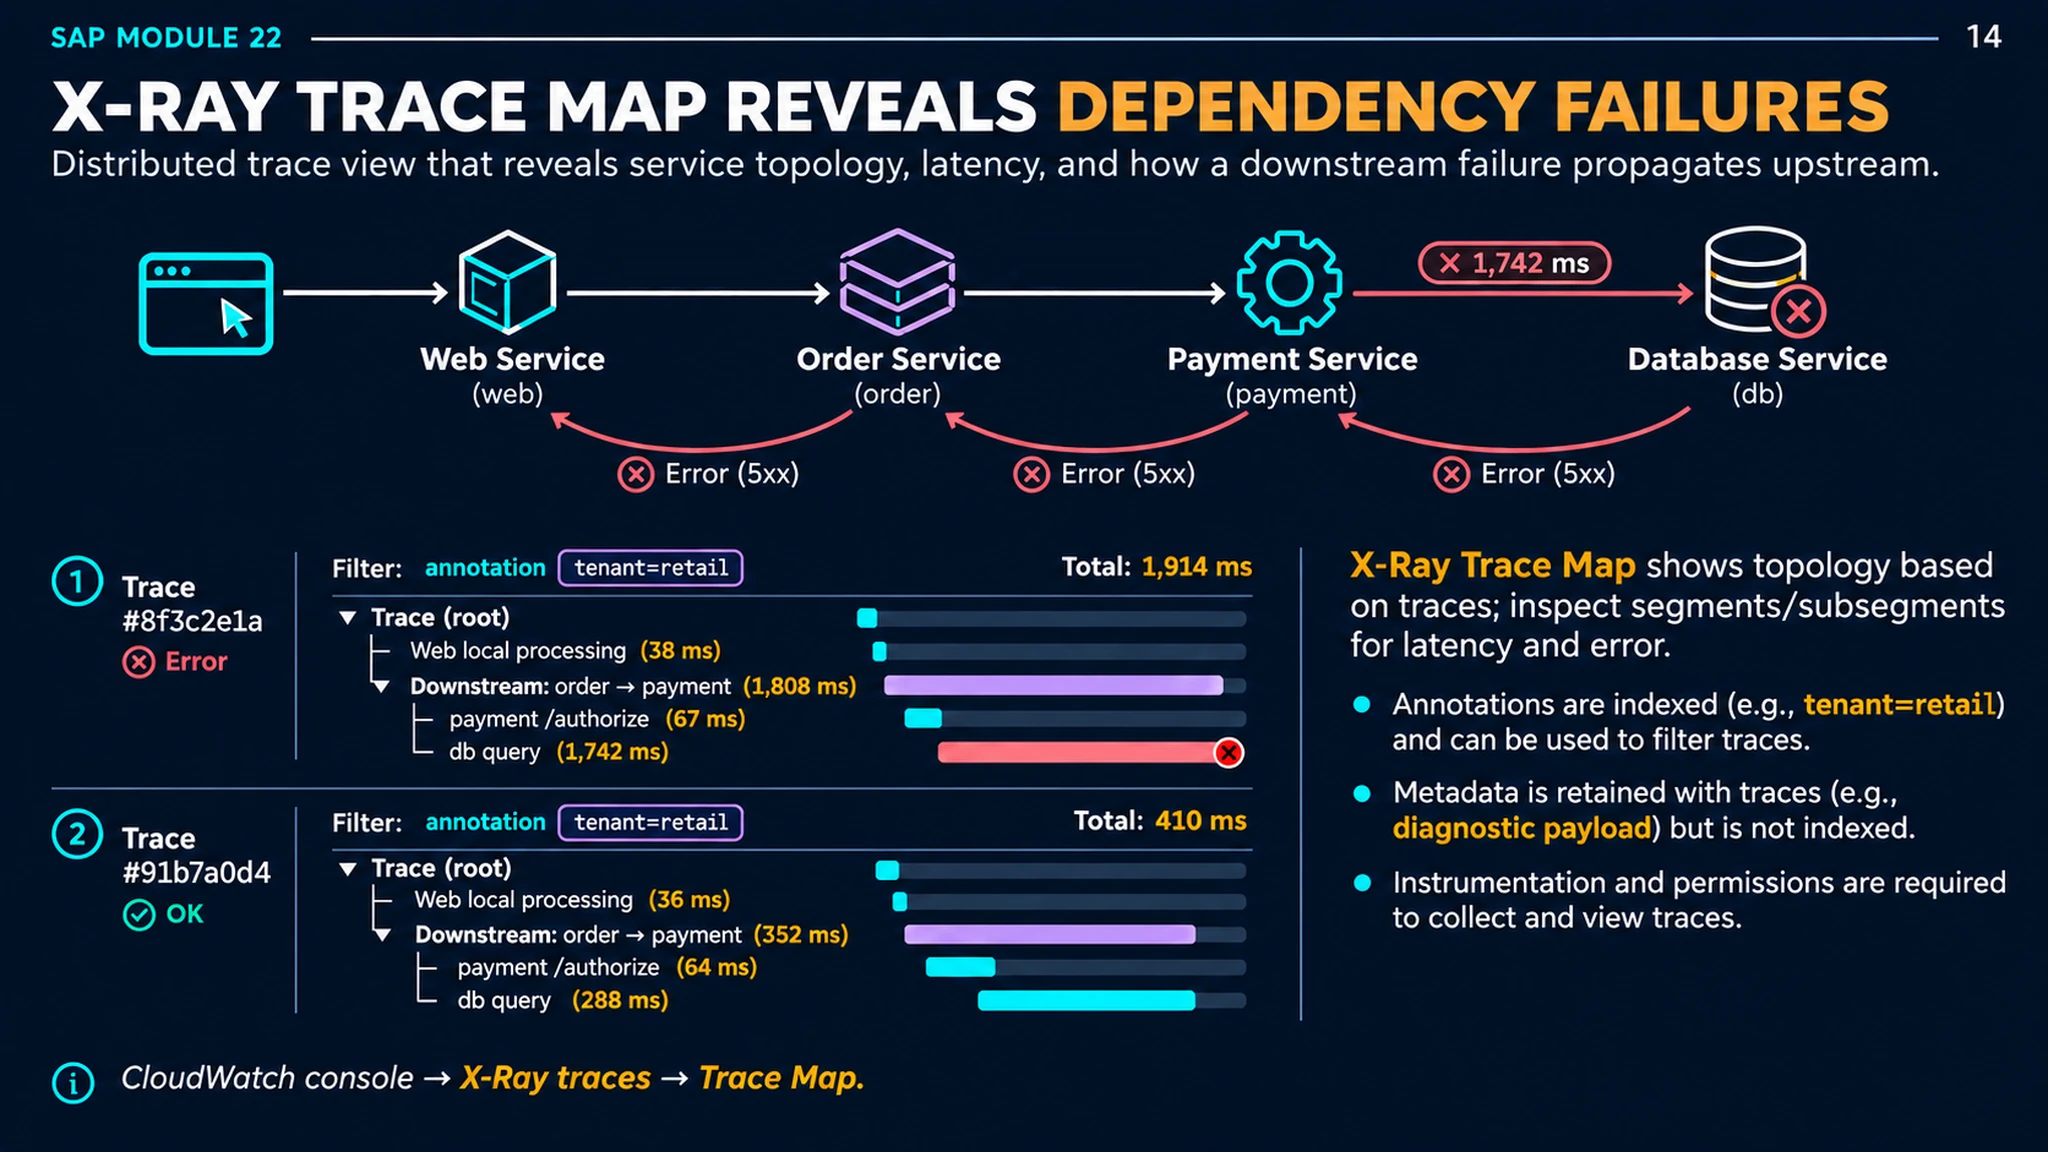 SAP MODULE 22
14
X-RAY TRACE MAP REVEALS DEPENDENCY FAILURES
Distributed trace view that reveals service topology, latency, and how a downstream failure propagates upstream.
✕ 1,742 ms
Web Service
(web)
Order Service
(order)
Payment Service
(payment)
Database Service
(db)
Error (5xx)
Error (5xx)
Error (5xx)
1
Trace
#8f3c2e1a
Error
Filter: annotation tenant=retail
Total: 1,914 ms
Trace (root)
Web local processing (38 ms)
Downstream: order → payment (1,808 ms)
payment /authorize (67 ms)
db query (1,742 ms)
2
Trace
#91b7a0d4
OK
Filter: annotation tenant=retail
Total: 410 ms
Trace (root)
Web local processing (36 ms)
Downstream: order → payment (352 ms)
payment /authorize (64 ms)
db query (288 ms)
X-Ray Trace Map shows topology based
on traces; inspect segments/subsegments
for latency and error.
Annotations are indexed (e.g., tenant=retail)
and can be used to filter traces.
Metadata is retained with traces (e.g.,
diagnostic payload) but is not indexed.
Instrumentation and permissions are required
to collect and view traces.
i
CloudWatch console → X-Ray traces → Trace Map.